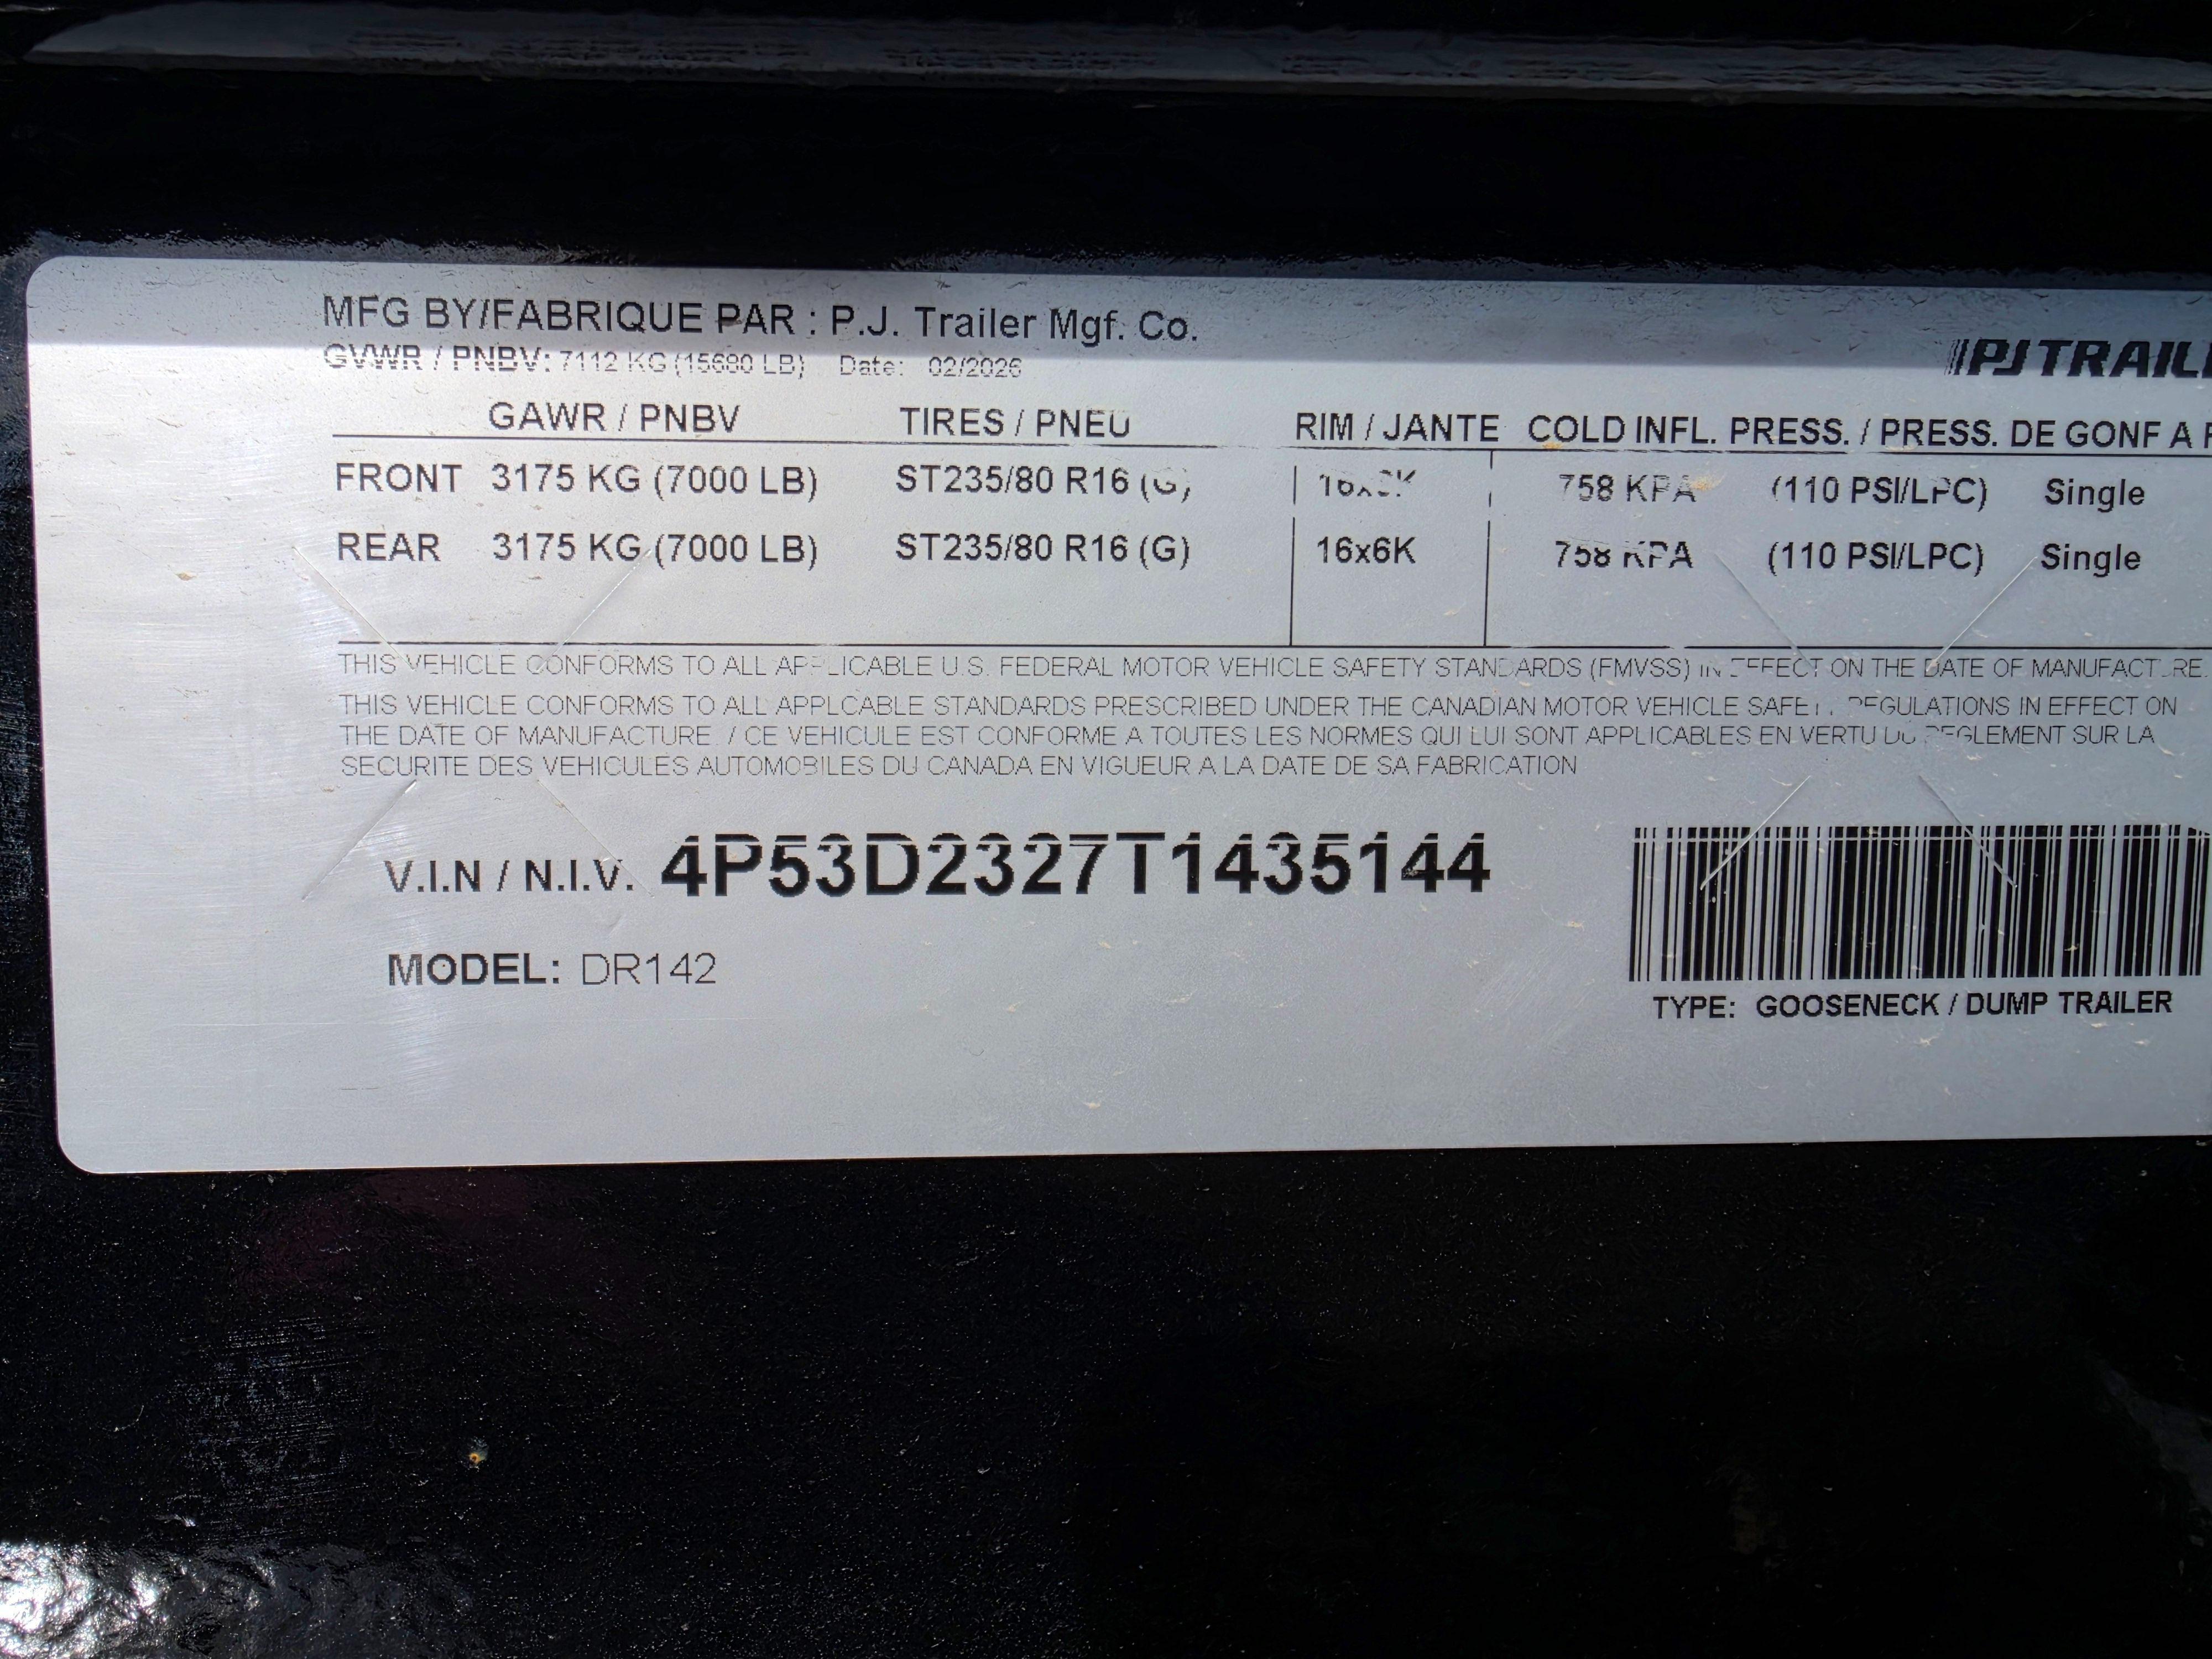 MFG BY/FABRIQUE PAR : P.J. Trailer Mgf. Co.
GVWR / PNBV: 7112 KG (15680 LB) Date: 02/2026
PJ TRAIL
GAWR / PNBV TIRES / PNEU RIM / JANTE COLD INFL. PRESS. / PRESS. DE GONF A F
FRONT 3175 KG (7000 LB) ST235/80 R16 (G) 758 KPA (110 PSI/LPC) Single
REAR 3175 KG (7000 LB) ST235/80 R16 (G) 16x6K 758 KPA (110 PSI/LPC) Single
THIS VEHICLE CONFORMS TO ALL APPLICABLE U.S. FEDERAL MOTOR VEHICLE SAFETY STANDARDS (FMVSS) IN EFFECT ON THE DATE OF MANUFACTURE.
THIS VEHICLE CONFORMS TO ALL APPLCABLE STANDARDS PRESCRIBED UNDER THE CANADIAN MOTOR VEHICLE SAFETY REGULATIONS IN EFFECT ON
THE DATE OF MANUFACTURE. / CE VEHICULE EST CONFORME A TOUTES LES NORMES QUI LUI SONT APPLICABLES EN VERTU DU REGLEMENT SUR LA
SECURITE DES VEHICULES AUTOMOBILES DU CANADA EN VIGUEUR A LA DATE DE SA FABRICATION
V.I.N / N.I.V. 4P53D2327T1435144
MODEL: DR142
TYPE: GOOSENECK / DUMP TRAILER